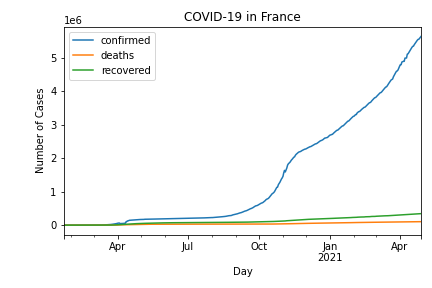 COVID-19 in France
1e6
confirmed
deaths
recovered
Number of Cases
5
4
3
2
1
0
Apr
Jul
Oct
Jan
2021
Apr
Day